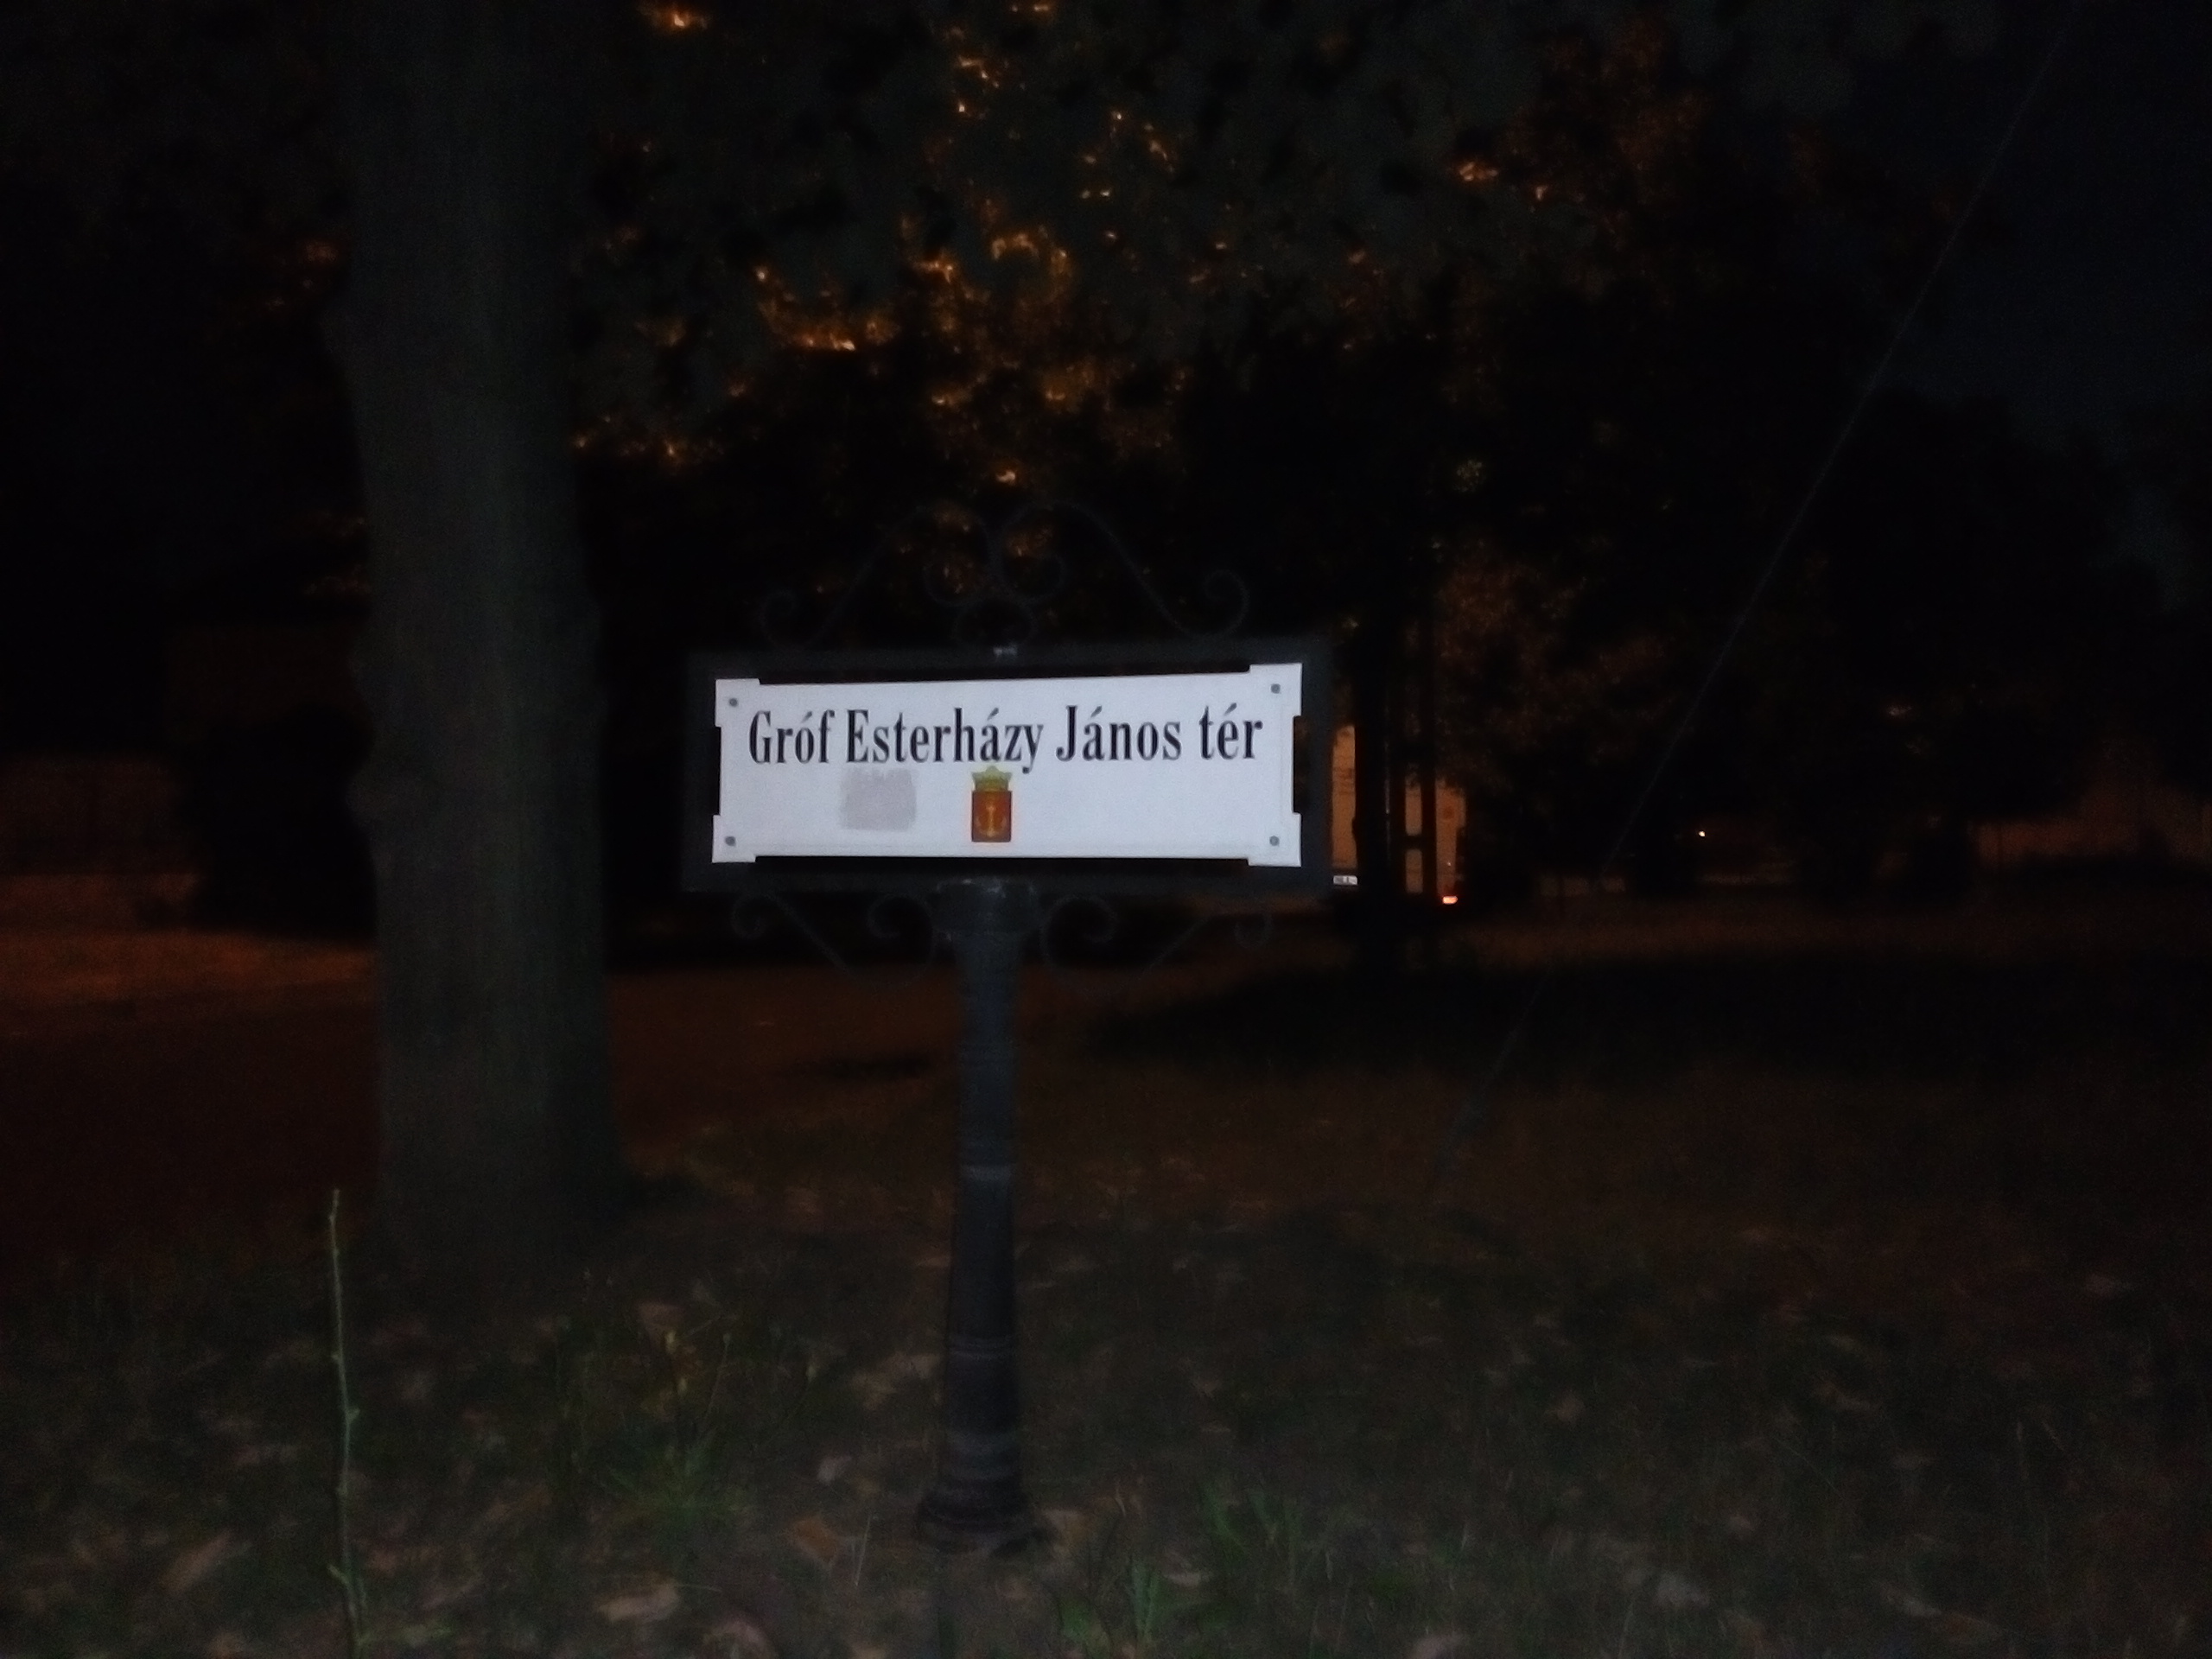 Gróf Esterházy János tér